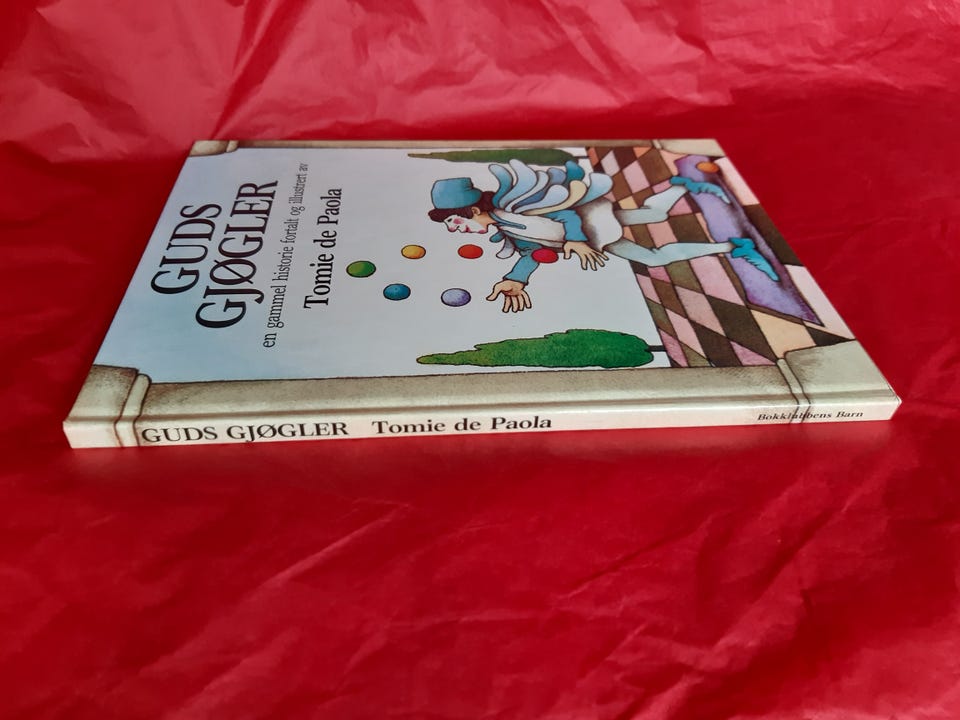 GUDS
GJØGLER
en gammel historie fortalt og illustrert av
Tomie de Paola
GUDS GJØGLER Tomie de Paola Bokklubbens Barn